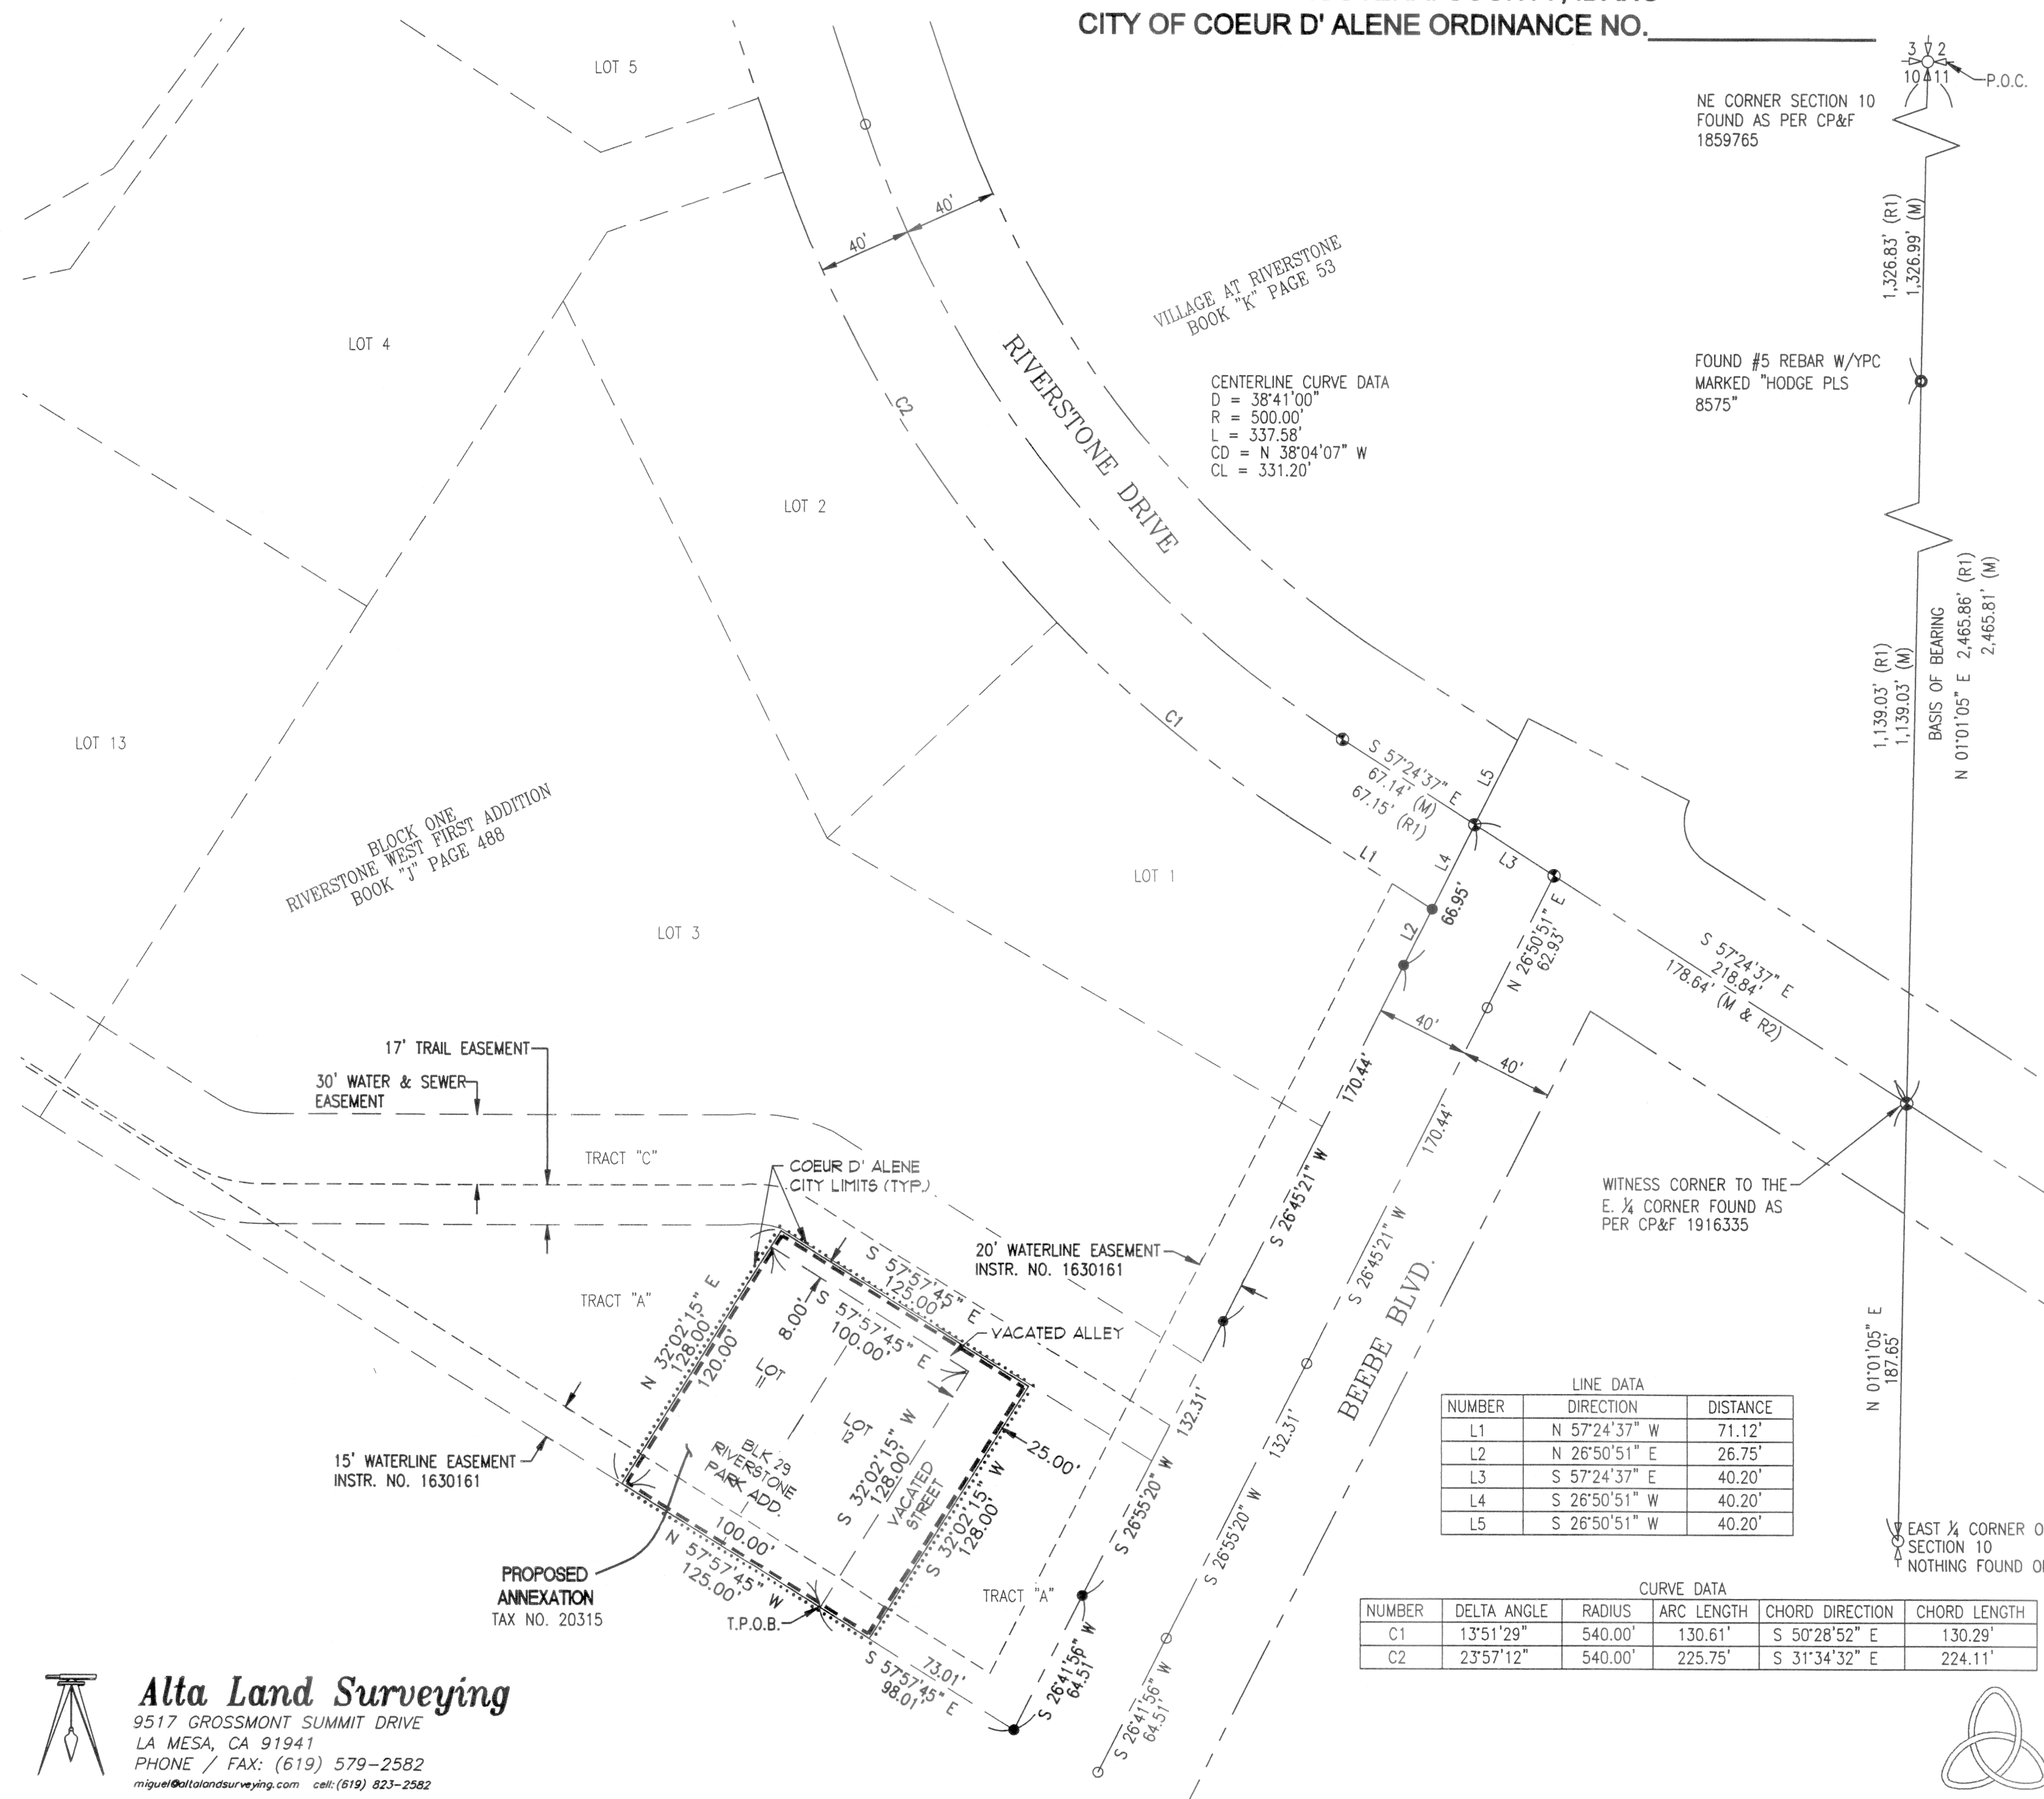 CITY OF COEUR D' ALENE ORDINANCE NO.
3 2
10 11
P.O.C.
NE CORNER SECTION 10
FOUND AS PER CP&F
1859765
1,326.83' (R1)
1,326.99' (M)
FOUND #5 REBAR W/YPC
MARKED "HODGE PLS
8575"
1,139.03' (R1)
1,139.03' (M)
BASIS OF BEARING
N 01°01'05" E 2,465.86' (R1)
2,465.81' (M)
LOT 5
40'
40'
VILLAGE AT RIVERSTONE
BOOK "K" PAGE 53
LOT 4
RIVERSTONE DRIVE
CENTERLINE CURVE DATA
D = 38°41'00"
R = 500.00'
L = 337.58'
CD = N 38°04'07" W
CL = 331.20'
C2
LOT 2
C1
LOT 13
BLOCK ONE
RIVERSTONE WEST FIRST ADDITION
BOOK "J" PAGE 488
S 57°24'37" E
67.14' (M)
67.15' (R1)
L5
L1
L4
L3
66.95'
L2
LOT 1
LOT 3
N 26°50'51" E
62.93'
S 57°24'37" E
218.84'
178.64' (M & R2)
40'
40'
170.44'
170.44'
S 26°45'21" W
S 26°45'21" W
BEEBE BLVD.
WITNESS CORNER TO THE
E. ¼ CORNER FOUND AS
PER CP&F 1916335
N 01°01'05" E
187.65'
17' TRAIL EASEMENT
30' WATER & SEWER
EASEMENT
TRACT "C"
COEUR D' ALENE
CITY LIMITS (TYP.)
20' WATERLINE EASEMENT
INSTR. NO. 1630161
TRACT "A"
S 57°57'45" E
125.00'
S 57°57'45" E
100.00'
8.00'
N 32°02'15" E
128.00'
120.00'
VACATED ALLEY
LOT
11
LOT
12
BLK 29
RIVERSTONE
PARK ADD.
S 32°02'15" W
128.00'
VACATED
STREET
S 32°02'15" W
128.00'
25.00'
132.31'
132.31'
S 26°55'20" W
S 26°55'20" W
15' WATERLINE EASEMENT
INSTR. NO. 1630161
100.00'
N 57°57'45" W
125.00'
PROPOSED
ANNEXATION
TAX NO. 20315
T.P.O.B.
TRACT "A"
73.01'
S 57°57'45" E
98.01'
S 26°41'56" W
64.51'
S 26°41'56" W
64.51'
LINE DATA
NUMBER DIRECTION DISTANCE
L1 N 57°24'37" W 71.12'
L2 N 26°50'51" E 26.75'
L3 S 57°24'37" E 40.20'
L4 S 26°50'51" W 40.20'
L5 S 26°50'51" W 40.20'
EAST ¼ CORNER O
SECTION 10
NOTHING FOUND O
CURVE DATA
NUMBER DELTA ANGLE RADIUS ARC LENGTH CHORD DIRECTION CHORD LENGTH
C1 13°51'29" 540.00' 130.61' S 50°28'52" E 130.29'
C2 23°57'12" 540.00' 225.75' S 31°34'32" E 224.11'
Alta Land Surveying
9517 GROSSMONT SUMMIT DRIVE
LA MESA, CA 91941
PHONE / FAX: (619) 579-2582
miguel@altalandsurveying.com cell: (619) 823-2582